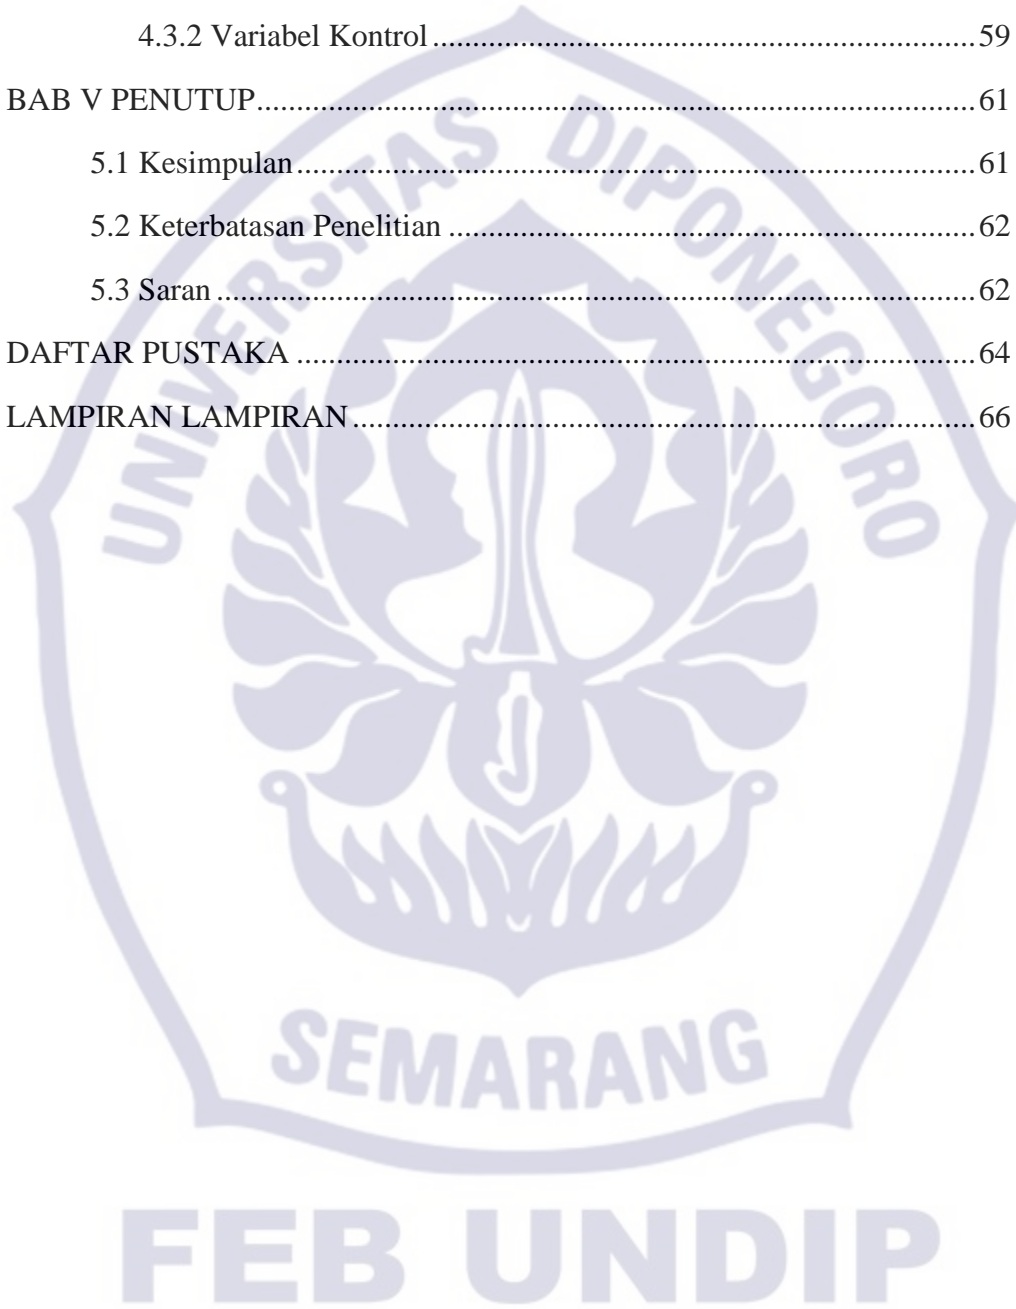 4.3.2 Variabel Kontrol ........................................ 59
BAB V PENUTUP ........................................ 61
5.1 Kesimpulan ........................................ 61
5.2 Keterbatasan Penelitian ........................................ 62
5.3 Saran ........................................ 62
DAFTAR PUSTAKA ........................................ 64
LAMPIRAN LAMPIRAN ........................................ 66
UNIVERSITAS DIPONEGORO
SEMARANG
FEB UNDIP